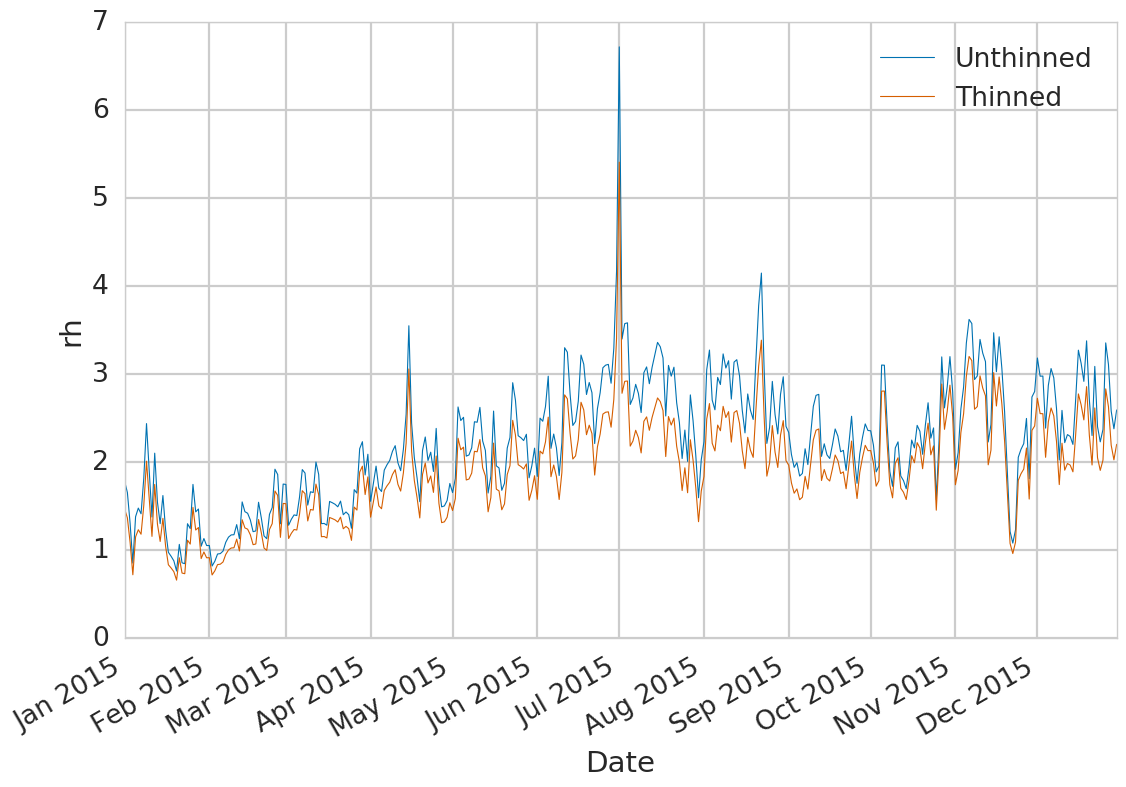 7
6
5
4
3
2
1
0
rh
Unthinned
Thinned
Jan 2015
Feb 2015
Mar 2015
Apr 2015
May 2015
Jun 2015
Jul 2015
Aug 2015
Sep 2015
Oct 2015
Nov 2015
Dec 2015
Date